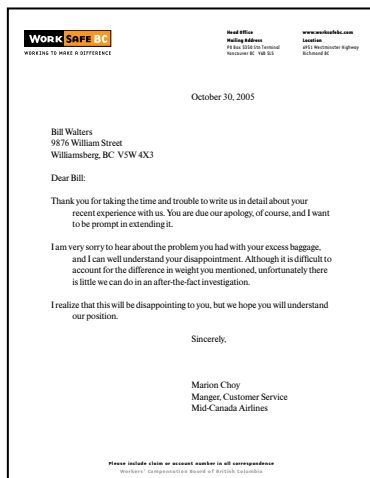 WORK SAFE BC
WORKING TO MAKE A DIFFERENCE
Head Office
Mailing Address
PO Box 5350 Stn Terminal
Vancouver BC V6B 5L5
www.worksafebc.com
Location
6951 Westminster Highway
Richmond BC
October 30, 2005
Bill Walters
9876 William Street
Williamsberg, BC V5W 4X3
Dear Bill:
Thank you for taking the time and trouble to write us in detail about your
recent experience with us. You are due our apology, of course, and I want
to be prompt in extending it.
I am very sorry to hear about the problem you had with your excess baggage,
and I can well understand your disappointment. Although it is difficult to
account for the difference in weight you mentioned, unfortunately there
is little we can do in an after-the-fact investigation.
I realize that this will be disappointing to you, but we hope you will understand
our position.
Sincerely,
Marion Choy
Manger, Customer Service
Mid-Canada Airlines
Please include claim or account number in all correspondence
Workers' Compensation Board of British Columbia